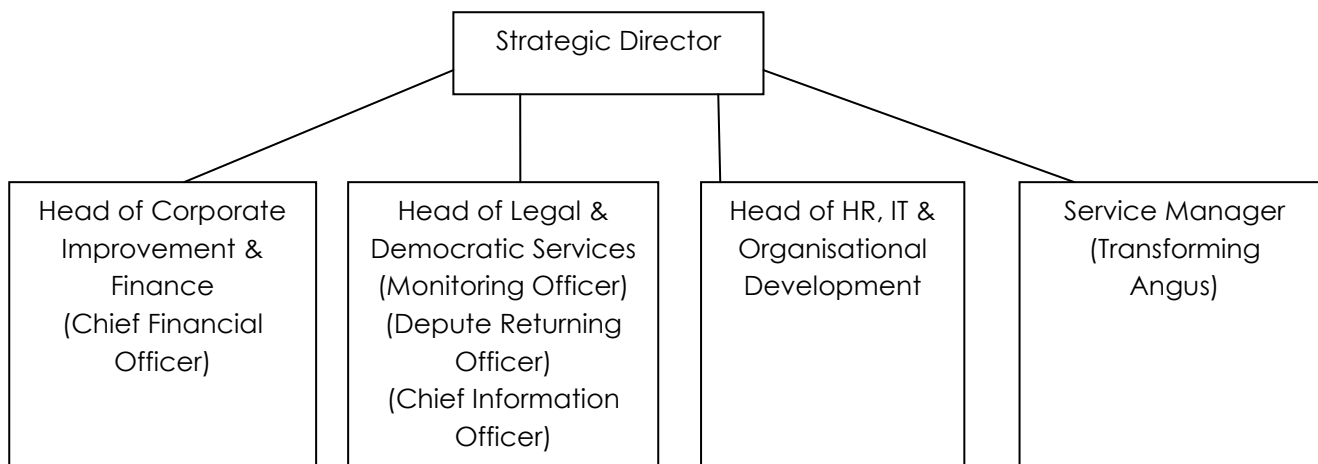 Strategic Director
Head of Corporate
Improvement &
Finance
(Chief Financial
Officer)
Head of Legal &
Democratic Services
(Monitoring Officer)
(Depute Returning
Officer)
(Chief Information
Officer)
Head of HR, IT &
Organisational
Development
Service Manager
(Transforming
Angus)